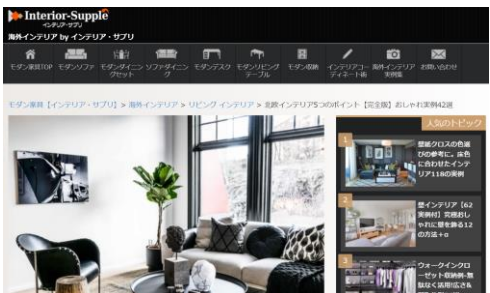 Interior-Supple
インテリア・サプリ
海外インテリア by インテリア・サプリ
モダン家具TOP
モダンソファ
モダンダイニングセット
ソファダイニング
モダンデスク
モダンリビングテーブル
モダン収納
インテリアコーディネート術
海外インテリア実例集
お問い合わせ
モダン家具【インテリア・サプリ】 > 海外インテリア > リビング インテリア > 北欧インテリア5つのポイント【完全版】おしゃれ実例42選
人気のトピック
1
壁紙クロスの色選
びの参考に。床色
に合わせたインテ
リア118の実例
2
壁インテリア【62
実例付】究極おし
ゃれに壁を飾る12
の方法+α
3
ウォークインクロ
ーゼット収納例-無
駄なく活用!広さ&